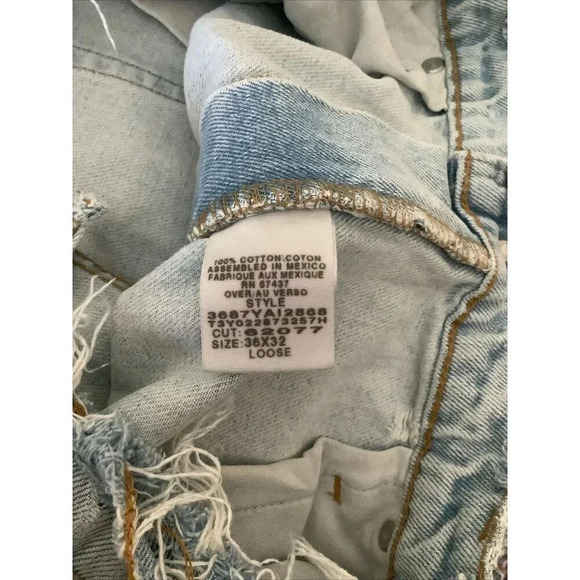 100% COTTON\COTON
ASSEMBLED IN MEXICO
FABRIQUE AUX MEXIQUE
RN 67437
OVER/AU VERSO
STYLE
3687YAI2868
T3Y022873257H
CUT: 62077
SIZE:36X32
LOOSE